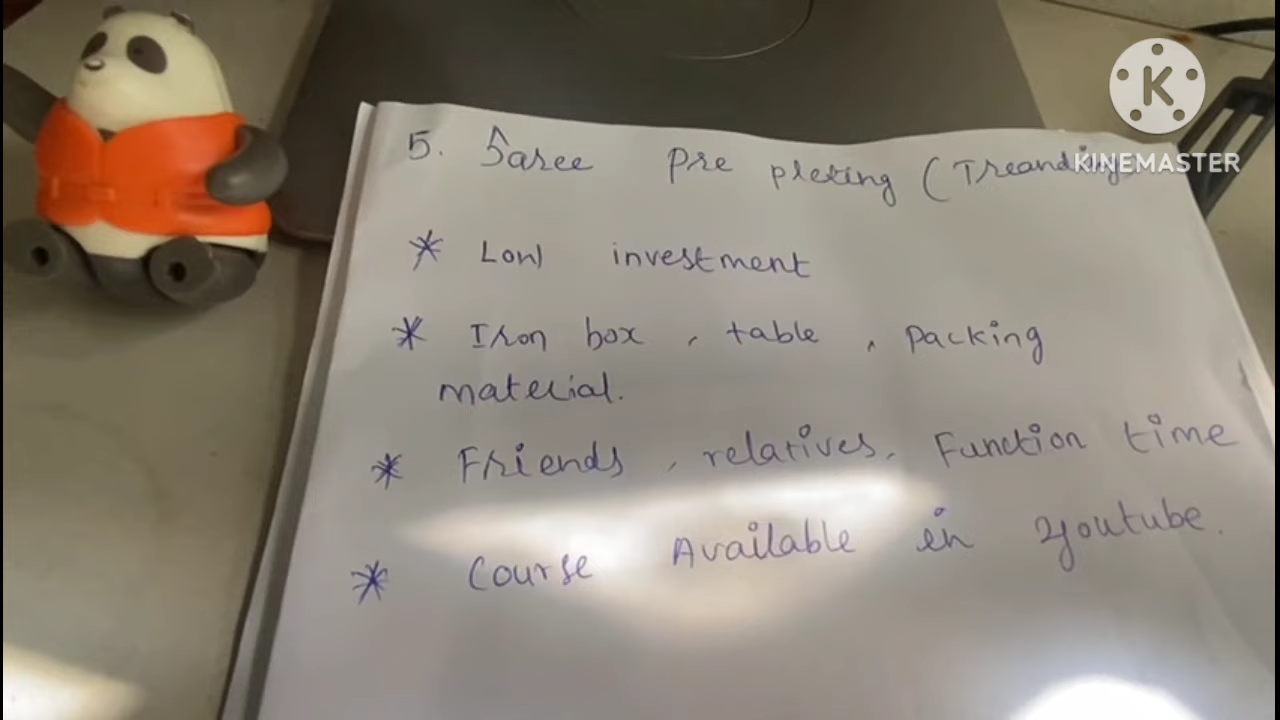 5. Saree pre pleting (Treanding
* Low investment
* Iron box, table, packing
material.
* Friends, relatives, Function time
* Course Available in youtube.
K
KINEMASTER